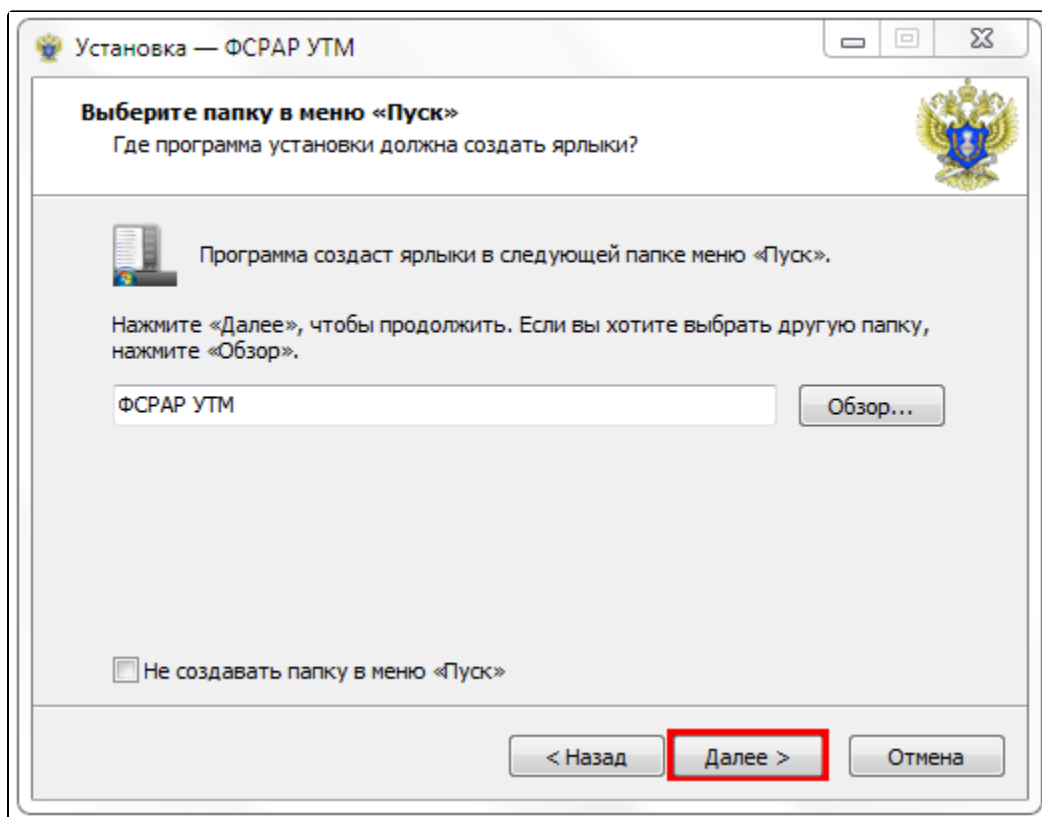 Установка — ФСРАР УТМ
Выберите папку в меню «Пуск»
Где программа установки должна создать ярлыки?
Программа создаст ярлыки в следующей папке меню «Пуск».
Нажмите «Далее», чтобы продолжить. Если вы хотите выбрать другую папку,
нажмите «Обзор».
ФСРАР УТМ
Обзор...
Не создавать папку в меню «Пуск»
< Назад
Далее >
Отмена